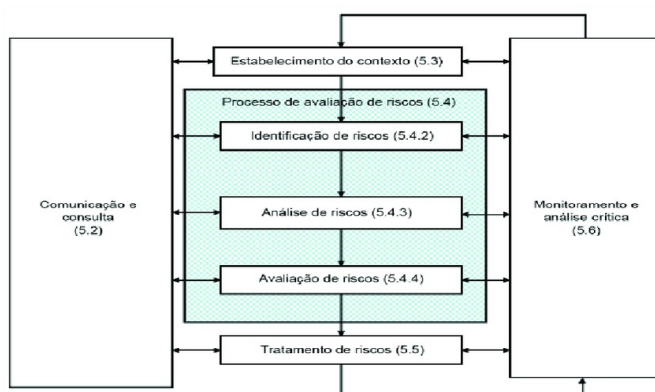 Estabelecimento do contexto (5.3)
Processo de avaliação de riscos (5.4)
Identificação de riscos (5.4.2)
Comunicação e
consulta
(5.2)
Análise de riscos (5.4.3)
Monitoramento e
análise crítica
(5.6)
Avaliação de riscos (5.4.4)
Tratamento de riscos (5.5)